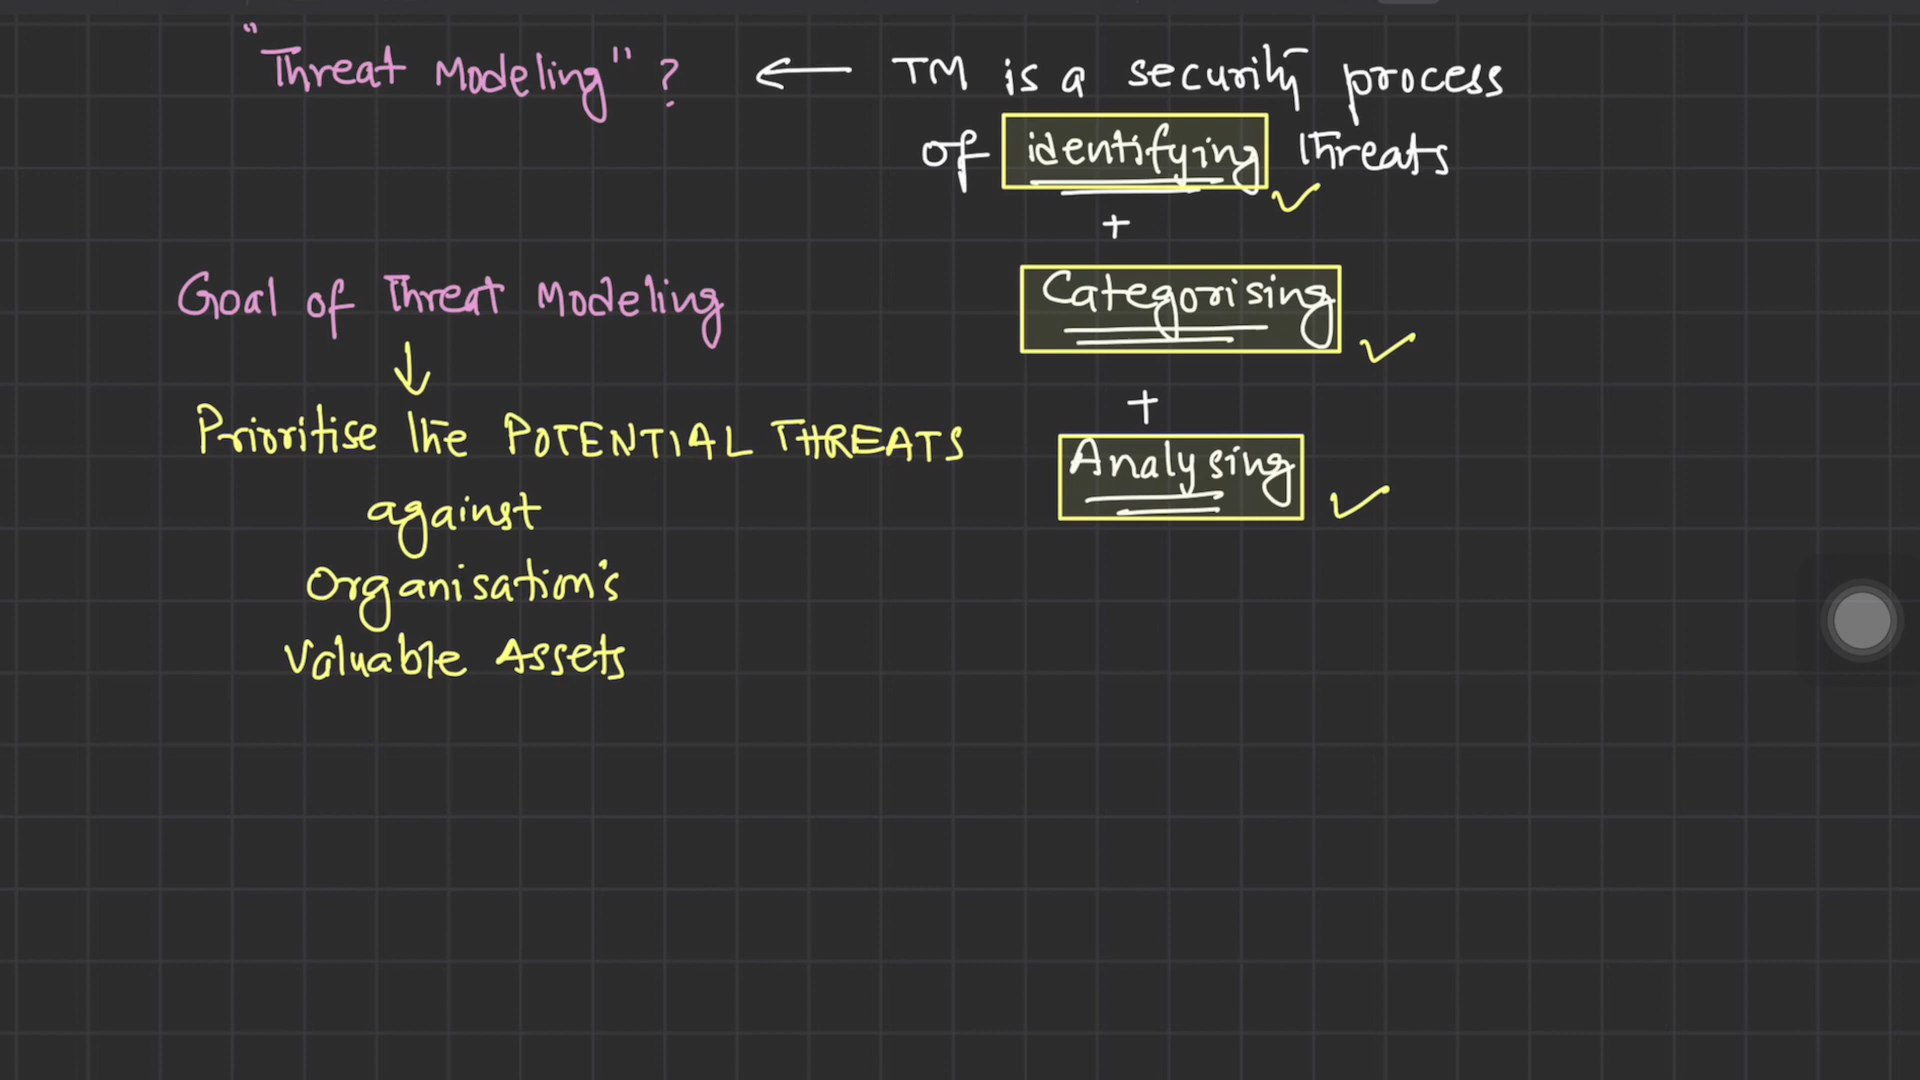 "Threat Modeling" ? ← TM is a security process
of identifying threats
+
Categorising
+
Analysing
Goal of Threat Modeling
↓
Prioritise the POTENTIAL THREATS
against
Organisation's
Valuable Assets